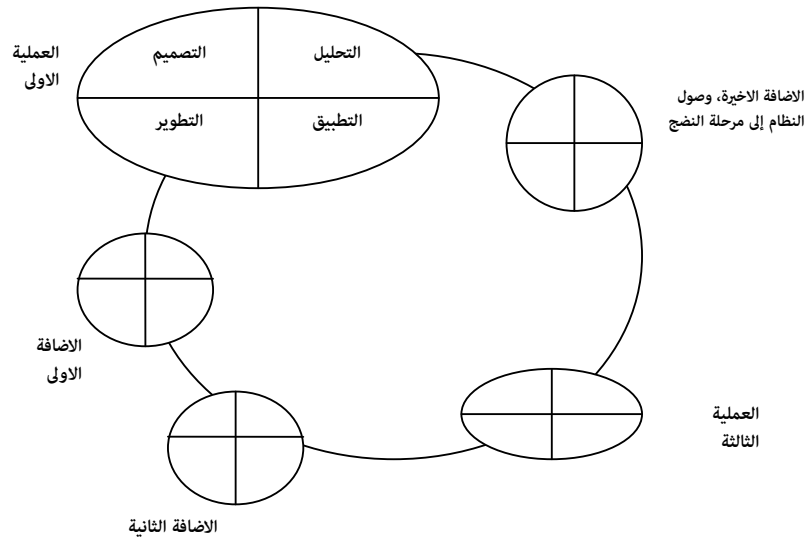 العملية
الاولى
التحليل
التصميم
التطبيق
التطوير
الاضافة الاخيرة، وصول
النظام إلى مرحلة النضج
الاضافة
الاولى
العملية
الثالثة
الاضافة الثانية